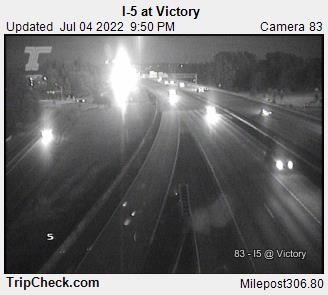 I-5 at Victory
Updated Jul 04 2022 9:50 PM Camera 83
S
83 - I5 @ Victory
TripCheck.com Milepost306.80